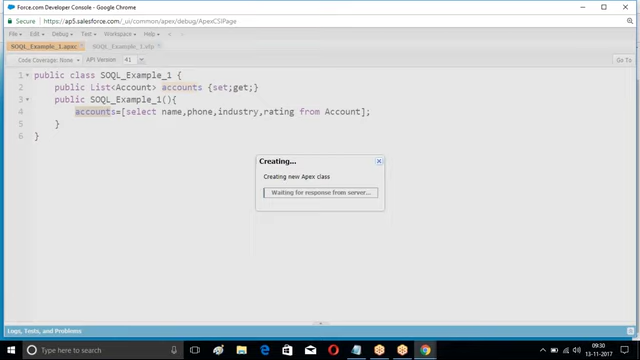 Force.com Developer Console - Google Chrome
Secure https://ap5.salesforce.com/_ui/common/apex/debug/ApexCSIPage
File Edit Debug Test Workspace Help < >
SOQL_Example_1.apxc SOQL_Example_1.vfp
Code Coverage: None API Version 41 Go To
1 public class SOQL_Example_1 {
2 public List<Account> accounts {set;get;}
3 public SOQL_Example_1(){
4 accounts=[select name,phone,industry,rating from Account];
5 }
6 }
Creating...
Creating new Apex class
Waiting for response from server...
Logs, Tests, and Problems
Type here to search
09:30
13-11-2017